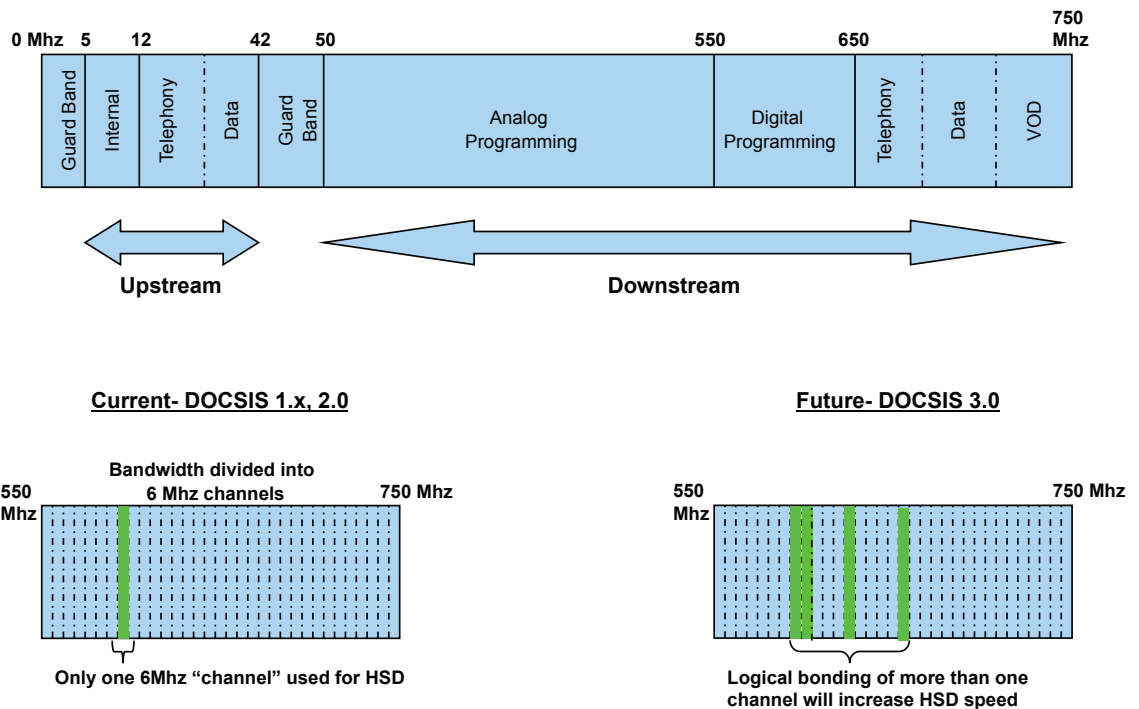 750
Mhz
0 Mhz 5 12 42 50 550 650
Guard Band
Internal
Telephony
Data
Guard
Band
Analog
Programming
Digital
Programming
Telephony
Data
VOD
Upstream
Downstream
Current- DOCSIS 1.x, 2.0
Bandwidth divided into
6 Mhz channels
550
Mhz
750 Mhz
Only one 6Mhz “channel” used for HSD
Future- DOCSIS 3.0
550
Mhz
750 Mhz
Logical bonding of more than one
channel will increase HSD speed